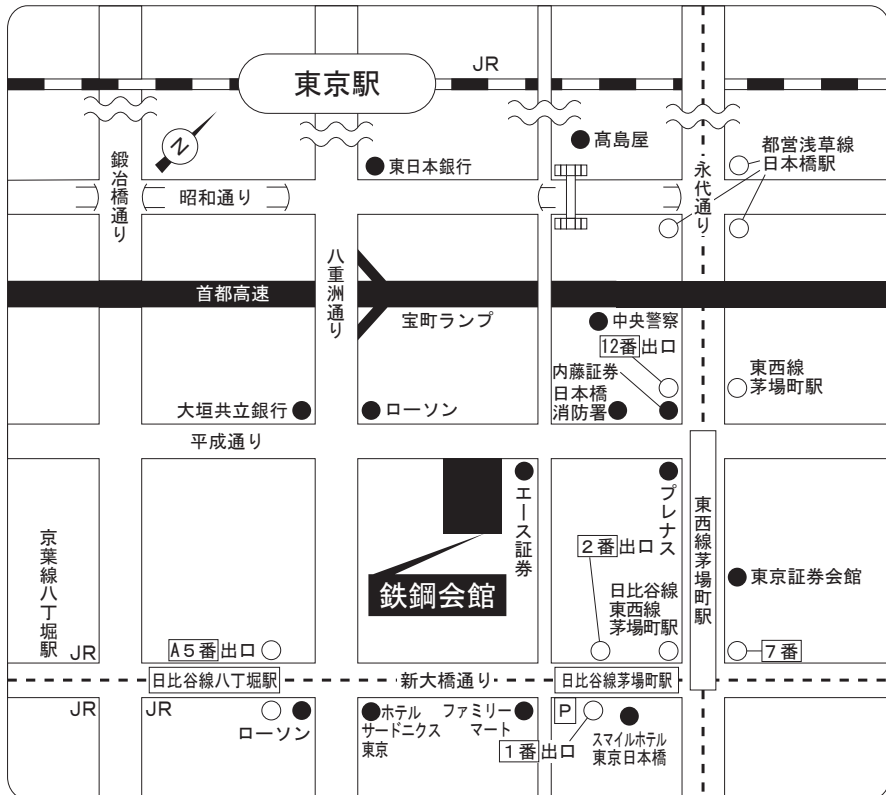 東京駅
JR
N
髙島屋
東日本銀行
都営浅草線
日本橋駅
鍛冶橋通り
昭和通り
永代通り
八重洲通り
首都高速
宝町ランプ
中央警察
12番出口
内藤証券
日本橋
消防署
東西線
茅場町駅
大垣共立銀行
ローソン
平成通り
エース証券
プレナス
京葉線八丁堀駅
2番出口
東西線茅場町駅
東京証券会館
鉄鋼会館
日比谷線
東西線
茅場町駅
JR
A5番出口
7番
日比谷線八丁堀駅
新大橋通り
日比谷線茅場町駅
JR
JR
ローソン
ホテル
サードニクス
東京
ファミリー
マート
P
1番出口
スマイルホテル
東京日本橋